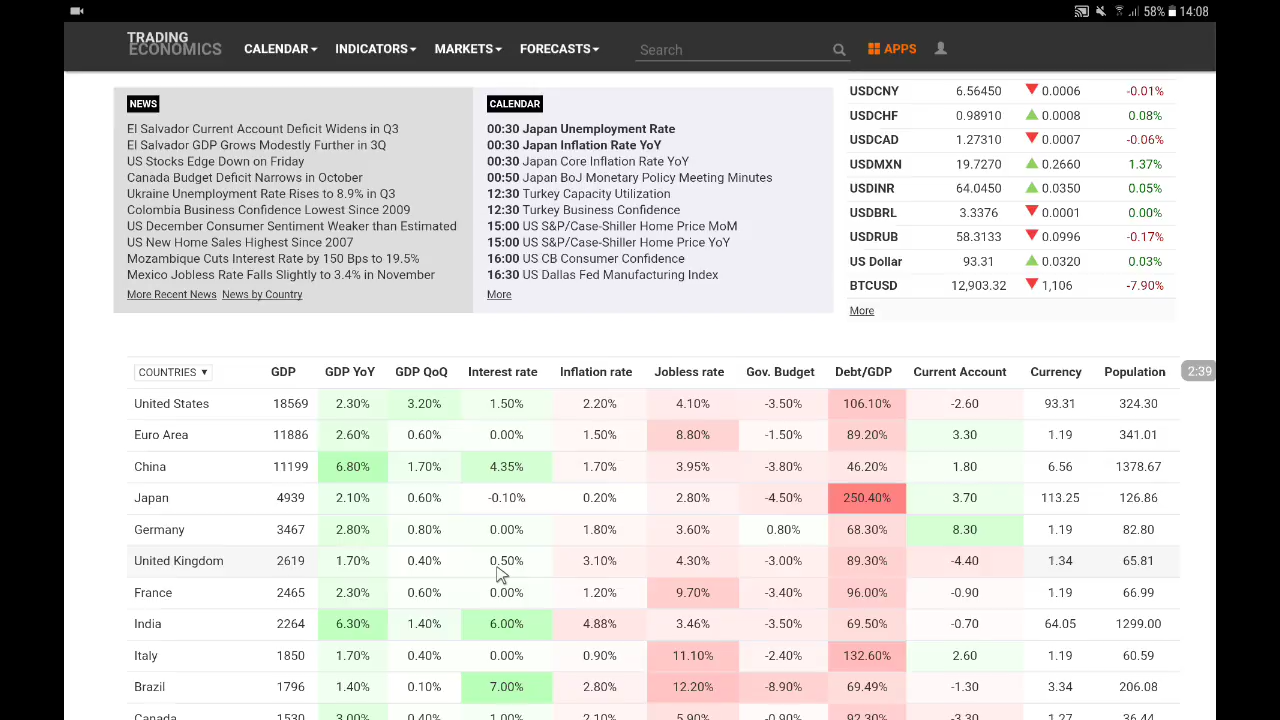 58% 14:08
TRADING
ECONOMICS
CALENDAR INDICATORS MARKETS FORECASTS Search APPS
NEWS
El Salvador Current Account Deficit Widens in Q3
El Salvador GDP Grows Modestly Further in 3Q
US Stocks Edge Down on Friday
Canada Budget Deficit Narrows in October
Ukraine Unemployment Rate Rises to 8.9% in Q3
Colombia Business Confidence Lowest Since 2009
US December Consumer Sentiment Weaker than Estimated
US New Home Sales Highest Since 2007
Mozambique Cuts Interest Rate by 150 Bps to 19.5%
Mexico Jobless Rate Falls Slightly to 3.4% in November
More Recent News News by Country
CALENDAR
00:30 Japan Unemployment Rate
00:30 Japan Inflation Rate YoY
00:30 Japan Core Inflation Rate YoY
00:50 Japan BoJ Monetary Policy Meeting Minutes
12:30 Turkey Capacity Utilization
12:30 Turkey Business Confidence
15:00 US S&P/Case-Shiller Home Price MoM
15:00 US S&P/Case-Shiller Home Price YoY
16:00 US CB Consumer Confidence
16:30 US Dallas Fed Manufacturing Index
More
USDCNY 6.56450 0.0006 -0.01%
USDCHF 0.98910 0.0008 0.08%
USDCAD 1.27310 0.0007 -0.06%
USDMXN 19.7270 0.2660 1.37%
USDINR 64.0450 0.0350 0.05%
USDBRL 3.3376 0.0001 0.00%
USDRUB 58.3133 0.0996 -0.17%
US Dollar 93.31 0.0320 0.03%
BTCUSD 12,903.32 1,106 -7.90%
More
COUNTRIES GDP GDP YoY GDP QoQ Interest rate Inflation rate Jobless rate Gov. Budget Debt/GDP Current Account Currency Population
2:39
United States 18569 2.30% 3.20% 1.50% 2.20% 4.10% -3.50% 106.10% -2.60 93.31 324.30
Euro Area 11886 2.60% 0.60% 0.00% 1.50% 8.80% -1.50% 89.20% 3.30 1.19 341.01
China 11199 6.80% 1.70% 4.35% 1.70% 3.95% -3.80% 46.20% 1.80 6.56 1378.67
Japan 4939 2.10% 0.60% -0.10% 0.20% 2.80% -4.50% 250.40% 3.70 113.25 126.86
Germany 3467 2.80% 0.80% 0.00% 1.80% 3.60% 0.80% 68.30% 8.30 1.19 82.80
United Kingdom 2619 1.70% 0.40% 0.50% 3.10% 4.30% -3.00% 89.30% -4.40 1.34 65.81
France 2465 2.30% 0.60% 0.00% 1.20% 9.70% -3.40% 96.00% -0.90 1.19 66.99
India 2264 6.30% 1.40% 6.00% 4.88% 3.46% -3.50% 69.50% -0.70 64.05 1299.00
Italy 1850 1.70% 0.40% 0.00% 0.90% 11.10% -2.40% 132.60% 2.60 1.19 60.59
Brazil 1796 1.40% 0.10% 7.00% 2.80% 12.20% -8.90% 69.49% -1.30 3.34 206.08
Canada 1530 3.00% 0.40% 1.00% 2.10% 5.90% -0.90% 92.30% -3.30 1.27 36.44